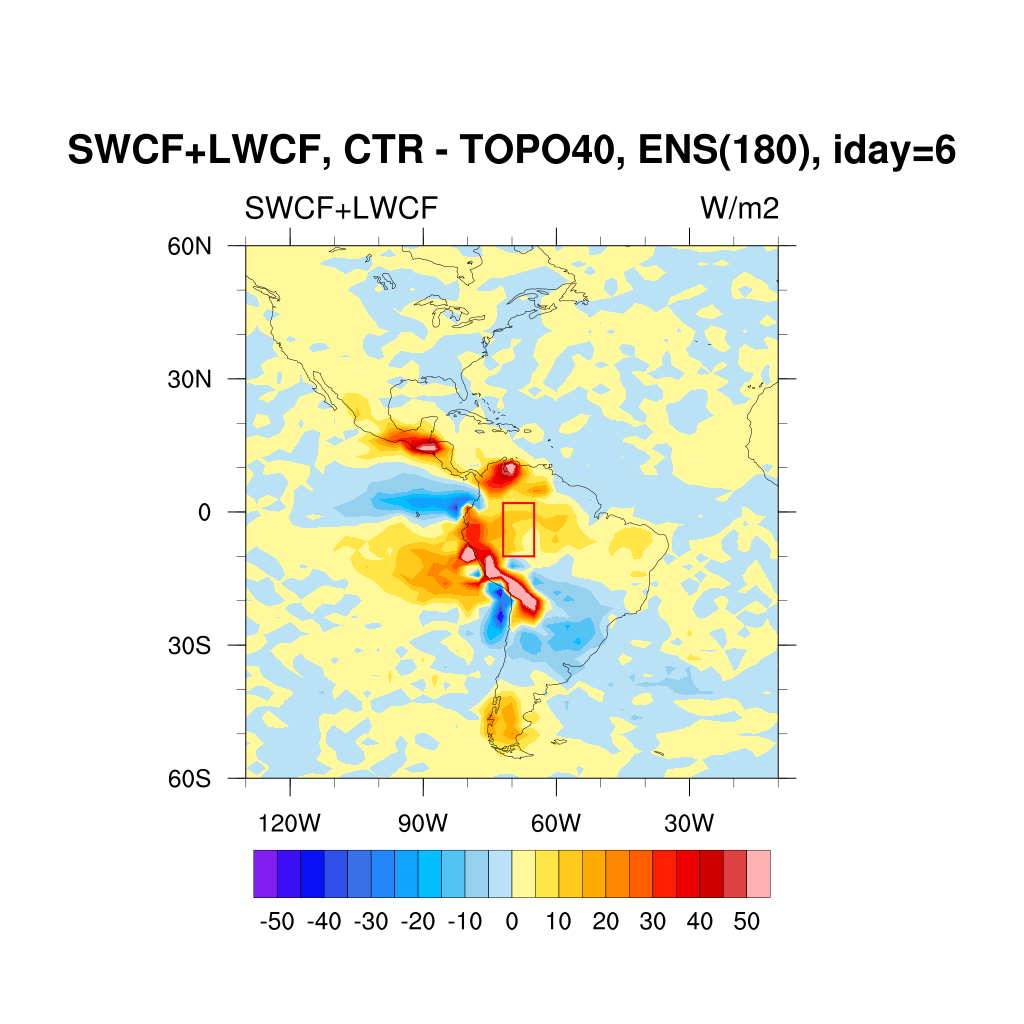 SWCF+LWCF, CTR - TOPO40, ENS(180), iday=6
SWCF+LWCF W/m2
60N
30N
0
30S
60S
120W 90W 60W 30W
-50 -40 -30 -20 -10 0 10 20 30 40 50